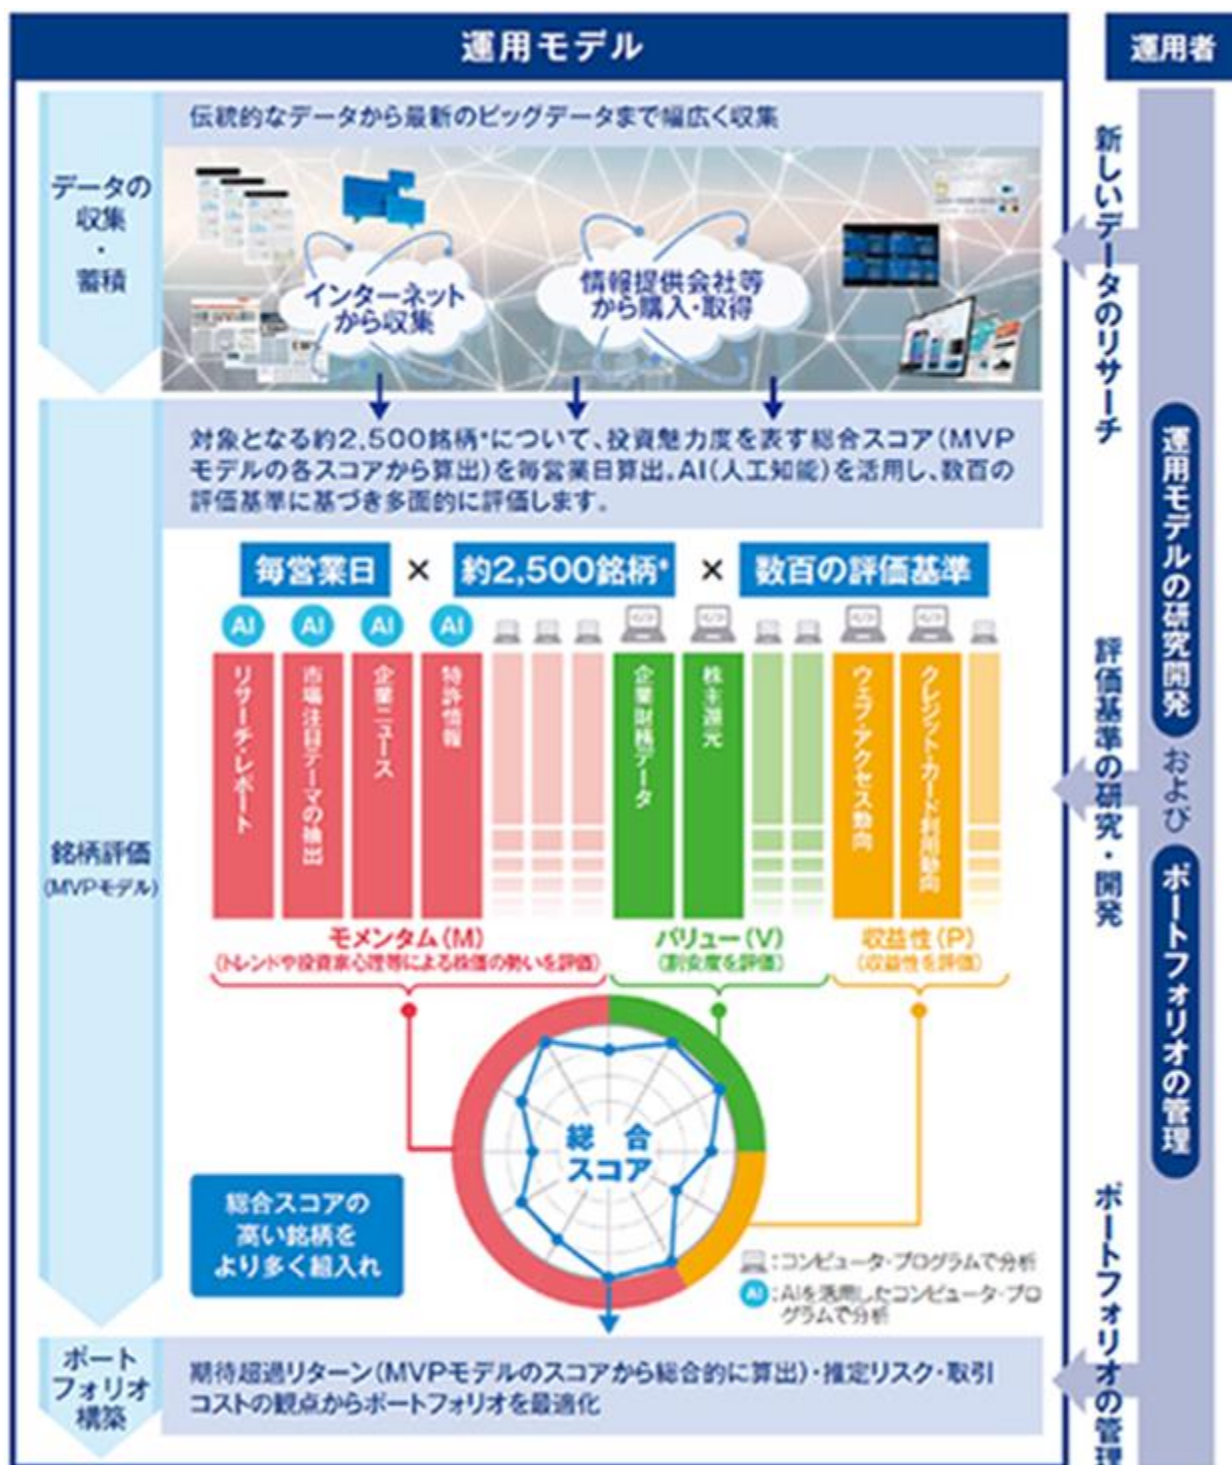 運用モデル
運用者
データの
収集
・
蓄積
伝統的なデータから最新のビッグデータまで幅広く収集
インターネット
から収集
情報提供会社等
から購入・取得
新しいデータのリサーチ
銘柄評価
(MVPモデル)
対象となる約2,500銘柄*について、投資魅力度を表す総合スコア(MVP
モデルの各スコアから算出)を毎営業日算出。AI(人工知能)を活用し、数百の
評価基準に基づき多面的に評価します。
毎営業日 × 約2,500銘柄* × 数百の評価基準
AI AI AI AI
リサーチ・レポート
市場注目テーマの抽出
企業ニュース
特許情報
企業財務データ
株主還元
ウェブ・アクセス動向
クレジット・カード利用動向
モメンタム(M)
(トレンドや投資家心理等による株価の勢いを評価)
バリュー(V)
(割安度を評価)
収益性(P)
(収益性を評価)
総合
スコア
総合スコアの
高い銘柄を
より多く組入れ
:コンピュータ・プログラムで分析
AI:AIを活用したコンピュータ・プロ
グラムで分析
評価基準の研究・開発
運用モデルの研究開発
および
ポートフォリオの管理
ポート
フォリオ
構築
期待超過リターン(MVPモデルのスコアから総合的に算出)・推定リスク・取引
コストの観点からポートフォリオを最適化
ポートフォリオの管理